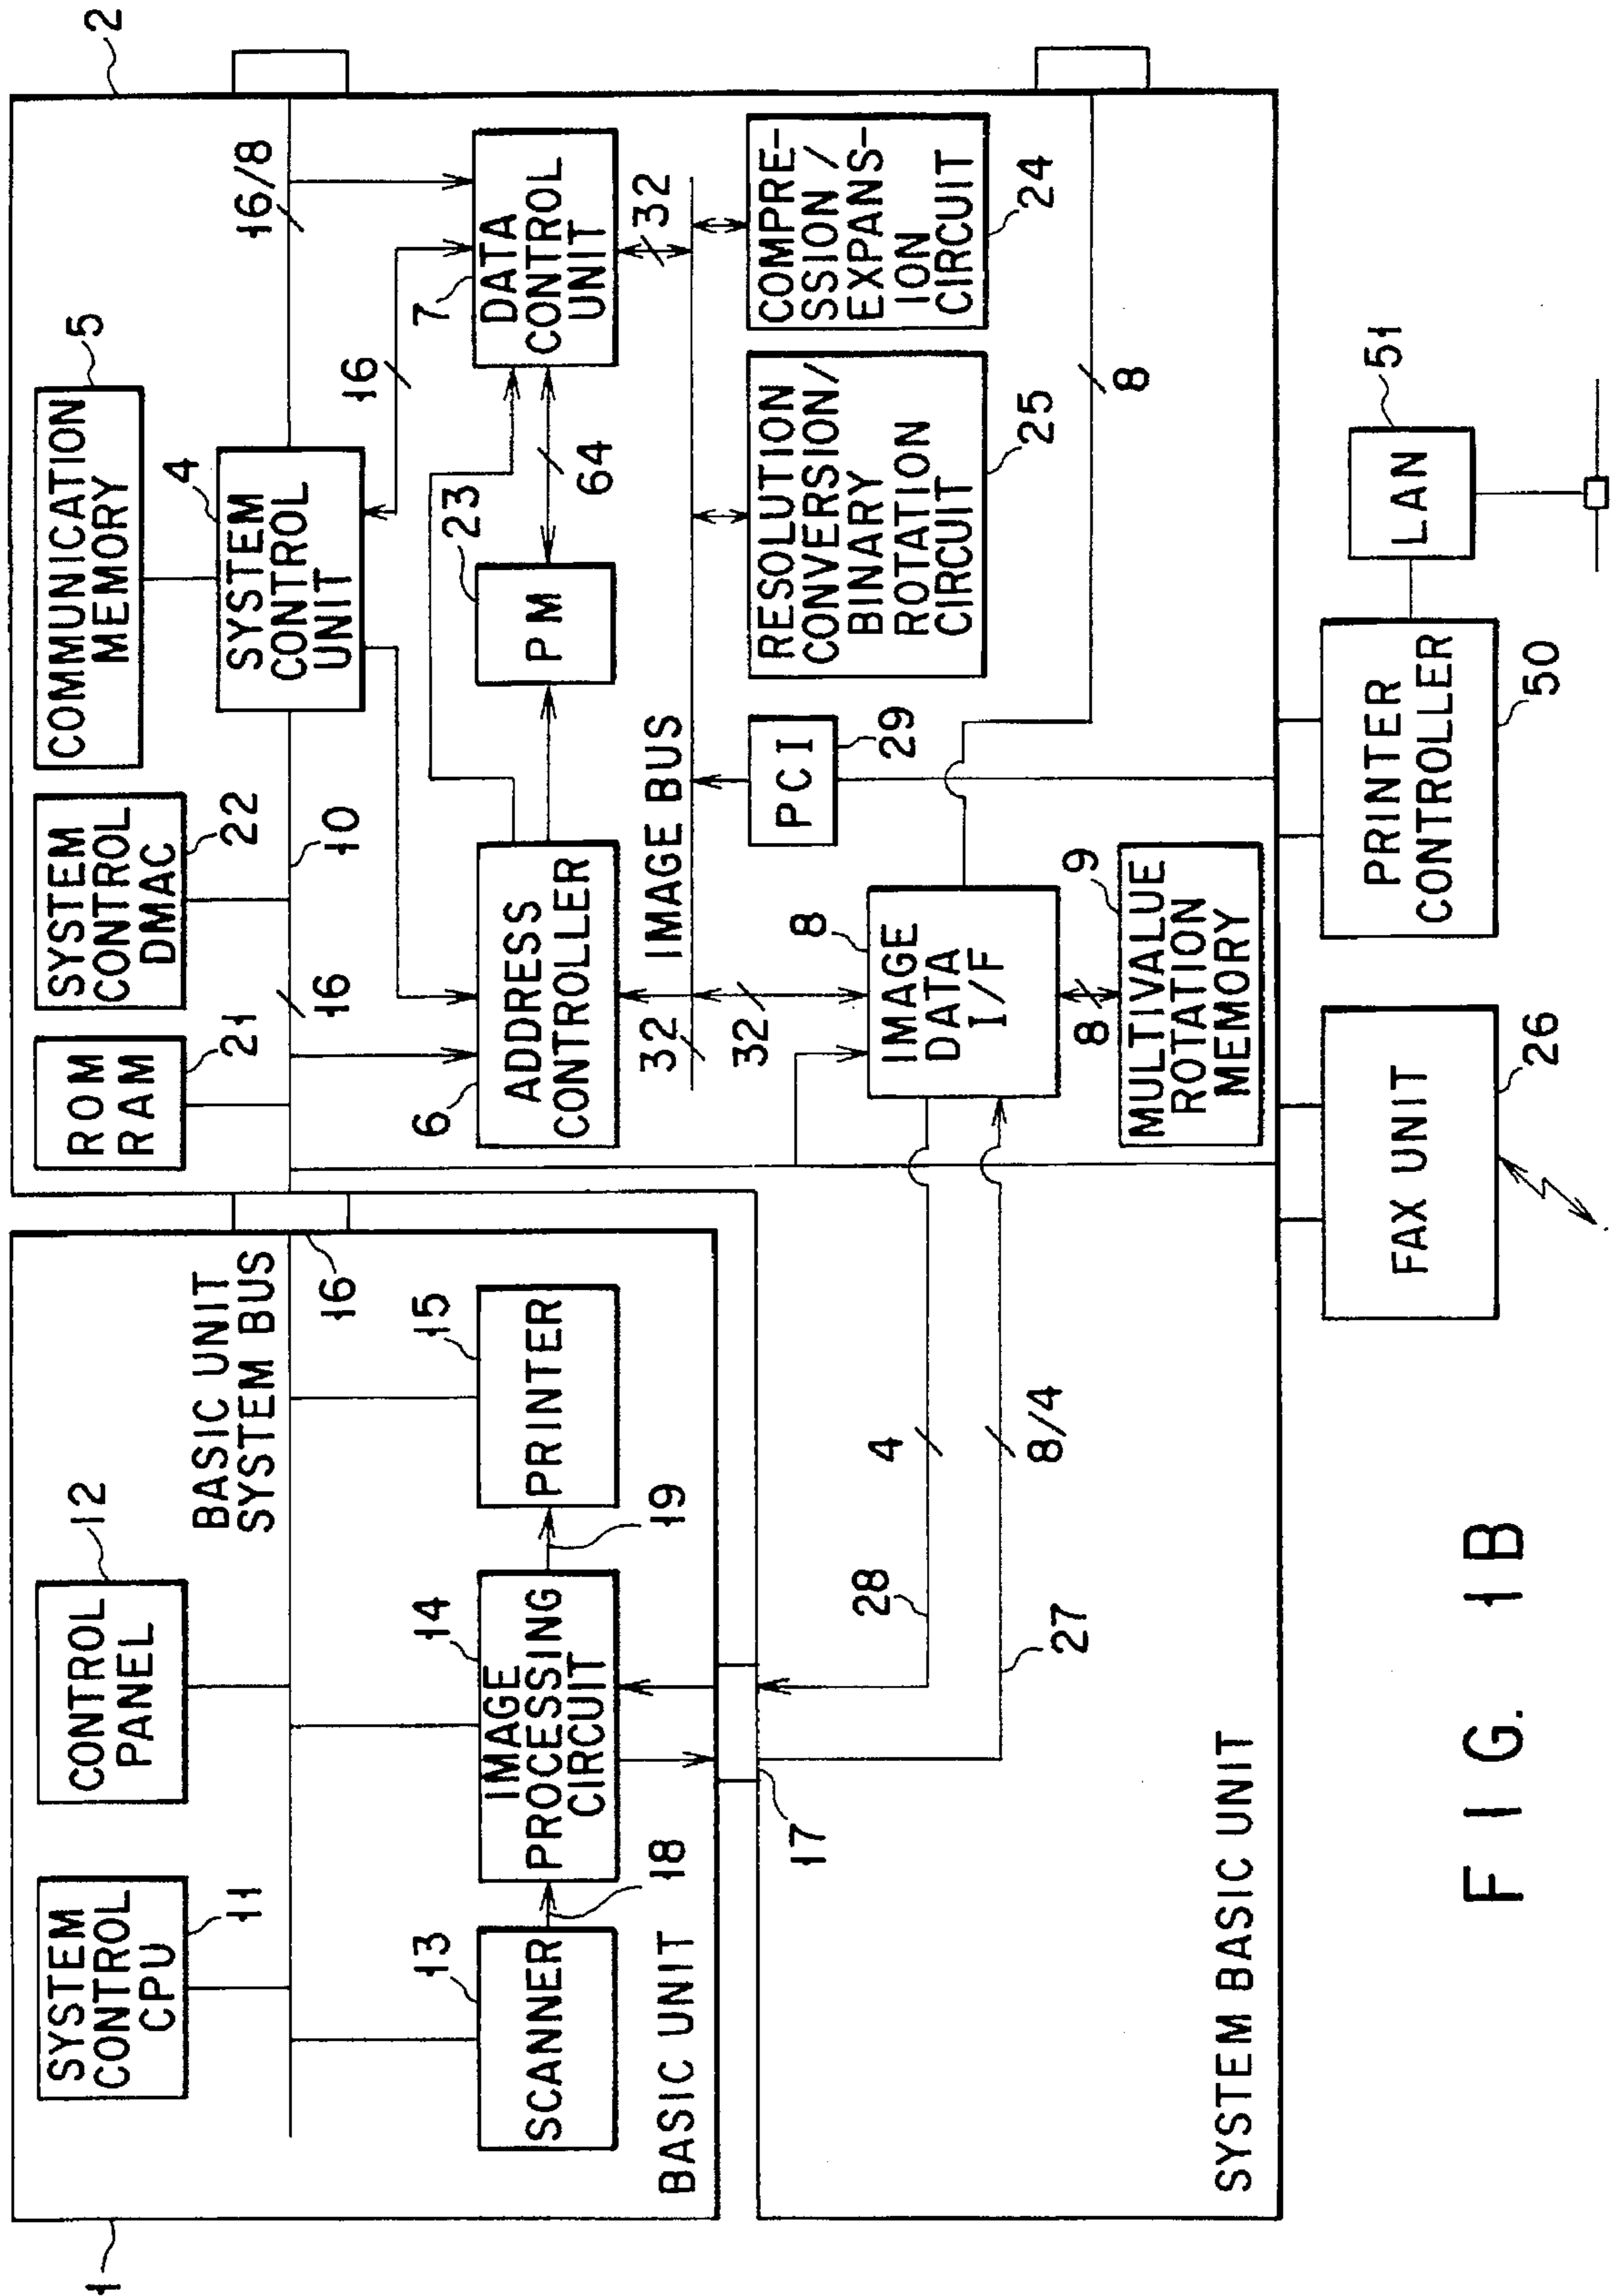 1
SYSTEM
CONTROL
CPU
11
CONTROL
PANEL
12
BASIC UNIT
SYSTEM BUS
16
SCANNER
13
18
IMAGE
PROCESSING
CIRCUIT
14
19
PRINTER
15
BASIC UNIT
17
2
ROM
RAM
21
SYSTEM
CONTROL
DMAC
22
COMMUNICATION
MEMORY
5
16
10
4
SYSTEM
CONTROL
UNIT
16/8
16
6
ADDRESS
CONTROLLER
23
PM
64
7
DATA
CONTROL
UNIT
32
IMAGE BUS
32
32
8
IMAGE
DATA
I/F
PCI
29
RESOLUTION
CONVERSION/
BINARY
ROTATION
CIRCUIT
25
COMPRE-
SSION/
EXPANS-
ION
CIRCUIT
24
28
4
8/4
27
8
9
MULTIVALUE
ROTATION
MEMORY
8
SYSTEM BASIC UNIT
FAX UNIT
26
PRINTER
CONTROLLER
50
LAN
51
FIG. 1B